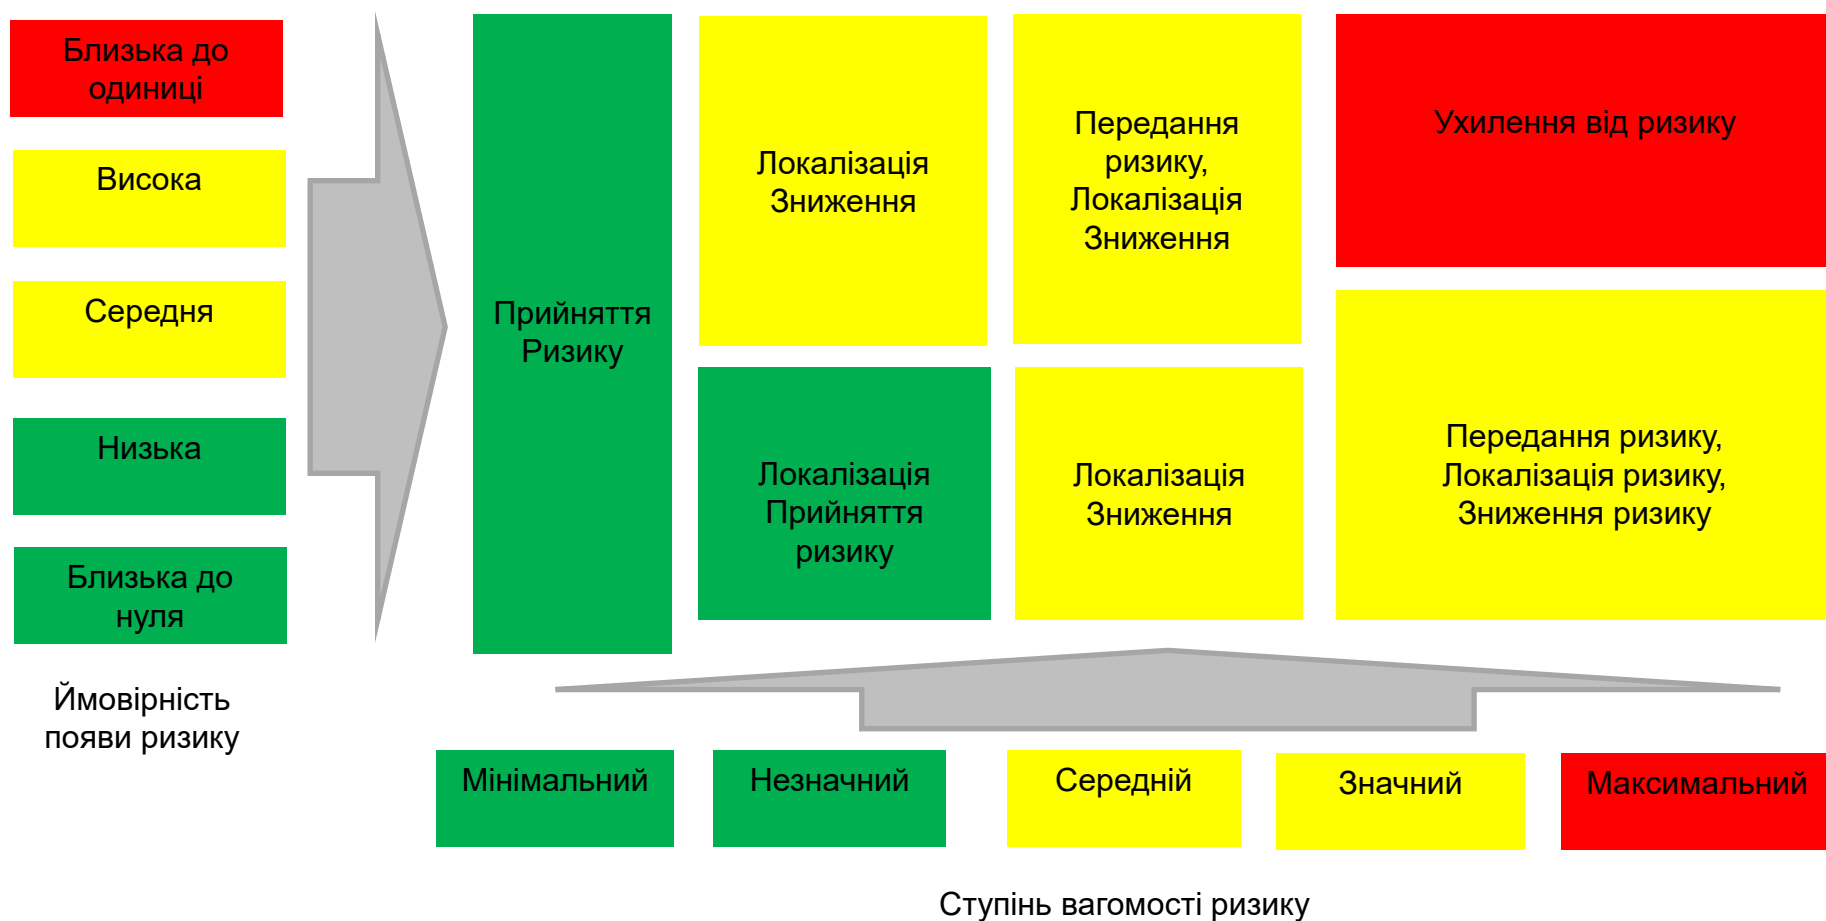 Близька до
одиниці
Висока
Середня
Низька
Близька до
нуля
Ймовірність
появи ризику
Прийняття
Ризику
Локалізація
Зниження
Передання
ризику,
Локалізація
Зниження
Ухилення від ризику
Локалізація
Прийняття
ризику
Локалізація
Зниження
Передання ризику,
Локалізація ризику,
Зниження ризику
Мінімальний
Незначний
Середній
Значний
Максимальний
Ступінь вагомості ризику